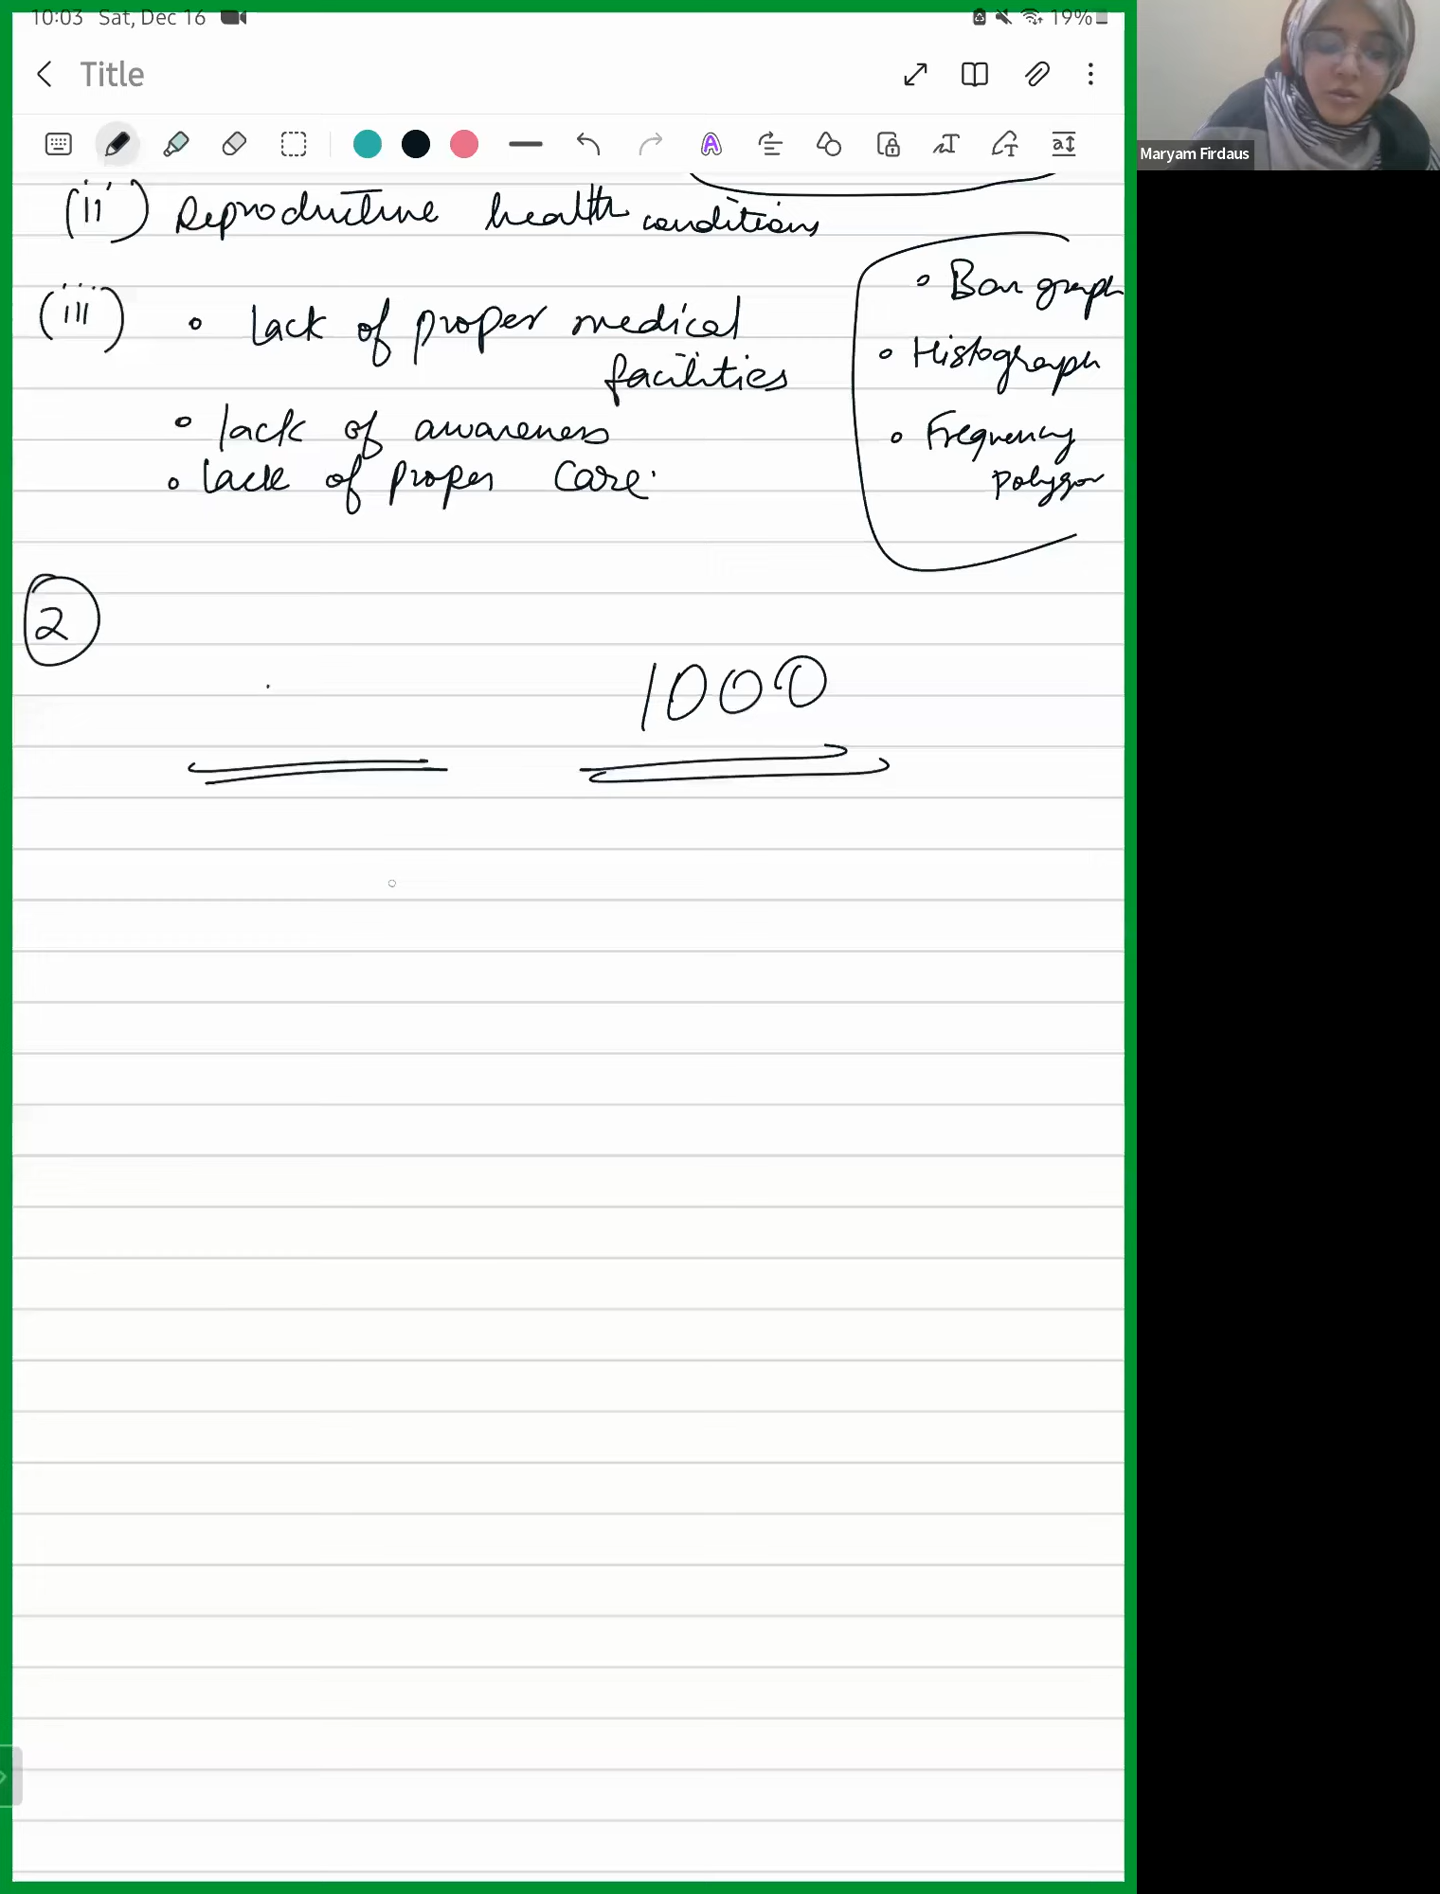 10:03 Sat, Dec 16
19%
Title
Maryam Firdaus
(ii) Reproductive health conditions
(iii) • Lack of proper medical
facilities
• lack of awareness
• Lack of proper care.
• Bar graph
• Histograph
• Frequency
polygon
2
1000